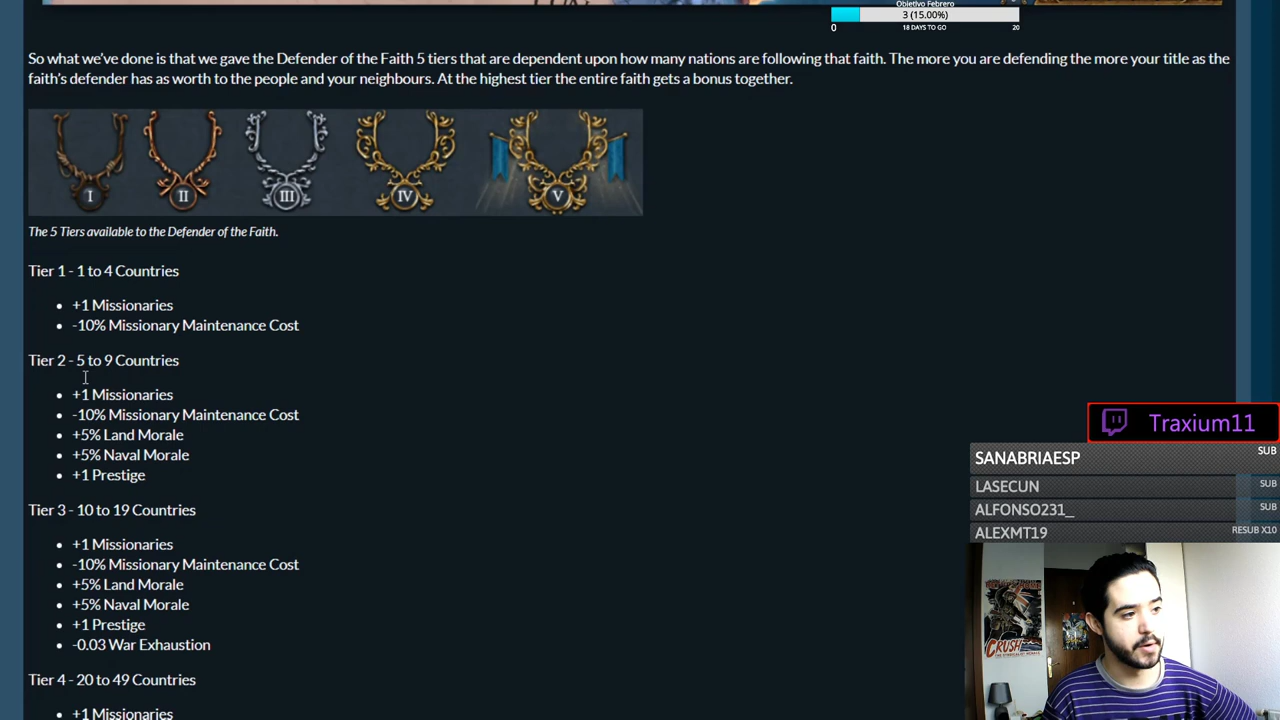 Objetivo Febrero
3 (15.00%)
0
18 DAYS TO GO
20
So what we've done is that we gave the Defender of the Faith 5 tiers that are dependent upon how many nations are following that faith. The more you are defending the more your title as the
faith's defender has as worth to the people and your neighbours. At the highest tier the entire faith gets a bonus together.
I
II
III
IV
V
The 5 Tiers available to the Defender of the Faith.
Tier 1 - 1 to 4 Countries
+1 Missionaries
-10% Missionary Maintenance Cost
Tier 2 - 5 to 9 Countries
+1 Missionaries
-10% Missionary Maintenance Cost
+5% Land Morale
+5% Naval Morale
+1 Prestige
Tier 3 - 10 to 19 Countries
+1 Missionaries
-10% Missionary Maintenance Cost
+5% Land Morale
+5% Naval Morale
+1 Prestige
-0.03 War Exhaustion
Tier 4 - 20 to 49 Countries
+1 Missionaries
Traxium11
SANABRIAESP SUB
LASECUN SUB
ALFONSO231_ SUB
ALEXMT19 RESUB X10
CRUSH